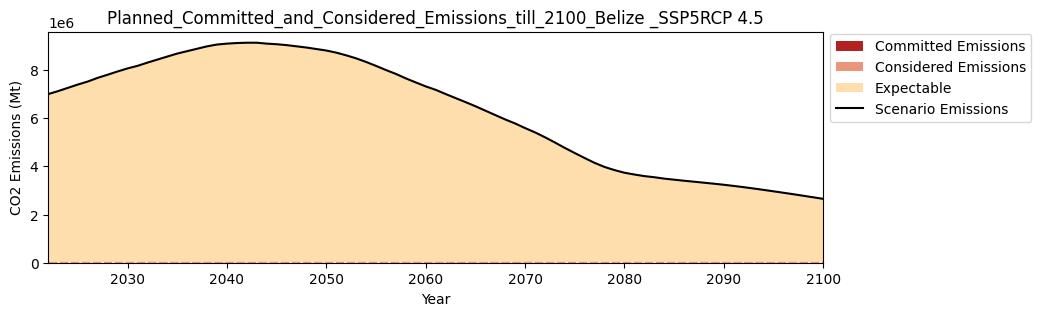 Planned_Committed_and_Considered_Emissions_till_2100_Belize _SSP5RCP 4.5
1e6
Committed Emissions
Considered Emissions
Expectable
Scenario Emissions
CO2 Emissions (Mt)
8
6
4
2
0
2030 2040 2050 2060 2070 2080 2090 2100
Year